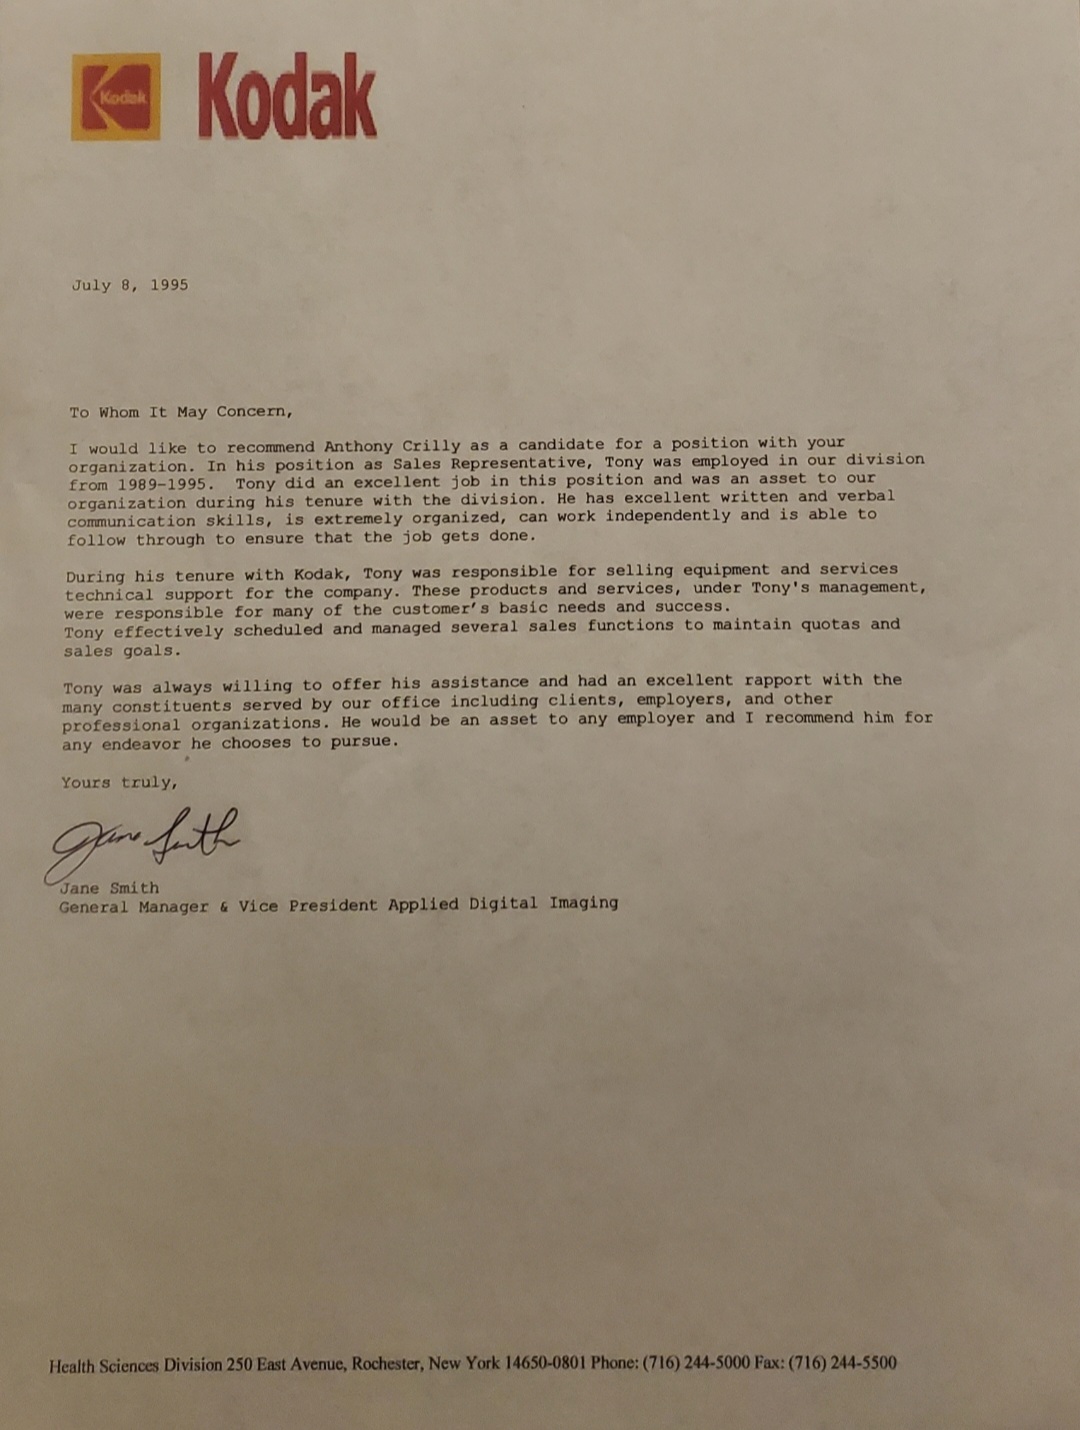 Kodak
Kodak
July 8, 1995
To Whom It May Concern,
I would like to recommend Anthony Crilly as a candidate for a position with your
organization. In his position as Sales Representative, Tony was employed in our division
from 1989-1995.  Tony did an excellent job in this position and was an asset to our
organization during his tenure with the division. He has excellent written and verbal
communication skills, is extremely organized, can work independently and is able to
follow through to ensure that the job gets done.
During his tenure with Kodak, Tony was responsible for selling equipment and services
technical support for the company. These products and services, under Tony's management,
were responsible for many of the customer's basic needs and success.
Tony effectively scheduled and managed several sales functions to maintain quotas and
sales goals.
Tony was always willing to offer his assistance and had an excellent rapport with the
many constituents served by our office including clients, employers, and other
professional organizations. He would be an asset to any employer and I recommend him for
any endeavor he chooses to pursue.
Yours truly,
Jane Smith
Jane Smith
General Manager & Vice President Applied Digital Imaging
Health Sciences Division 250 East Avenue, Rochester, New York 14650-0801 Phone: (716) 244-5000 Fax: (716) 244-5500